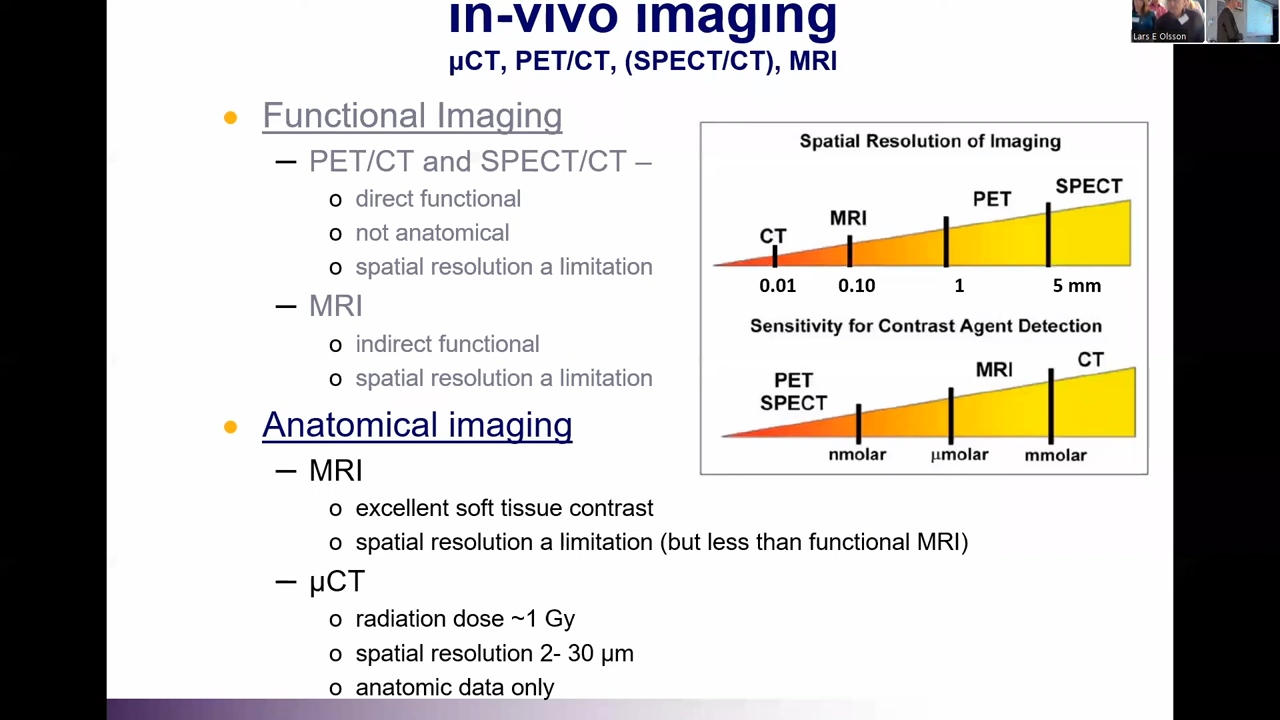 in-vivo imaging
µCT, PET/CT, (SPECT/CT), MRI
Functional Imaging
– PET/CT and SPECT/CT –
o direct functional
o not anatomical
o spatial resolution a limitation
– MRI
o indirect functional
o spatial resolution a limitation
Anatomical imaging
– MRI
o excellent soft tissue contrast
o spatial resolution a limitation (but less than functional MRI)
– µCT
o radiation dose ~1 Gy
o spatial resolution 2- 30 µm
o anatomic data only
Spatial Resolution of Imaging
CT MRI PET SPECT
0.01 0.10 1 5 mm
Sensitivity for Contrast Agent Detection
PET
SPECT
MRI CT
nmolar µmolar mmolar
Lars E Olsson